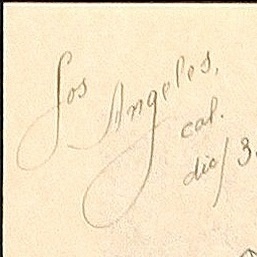 Los Angeles,
Cal.
dic/ 3.